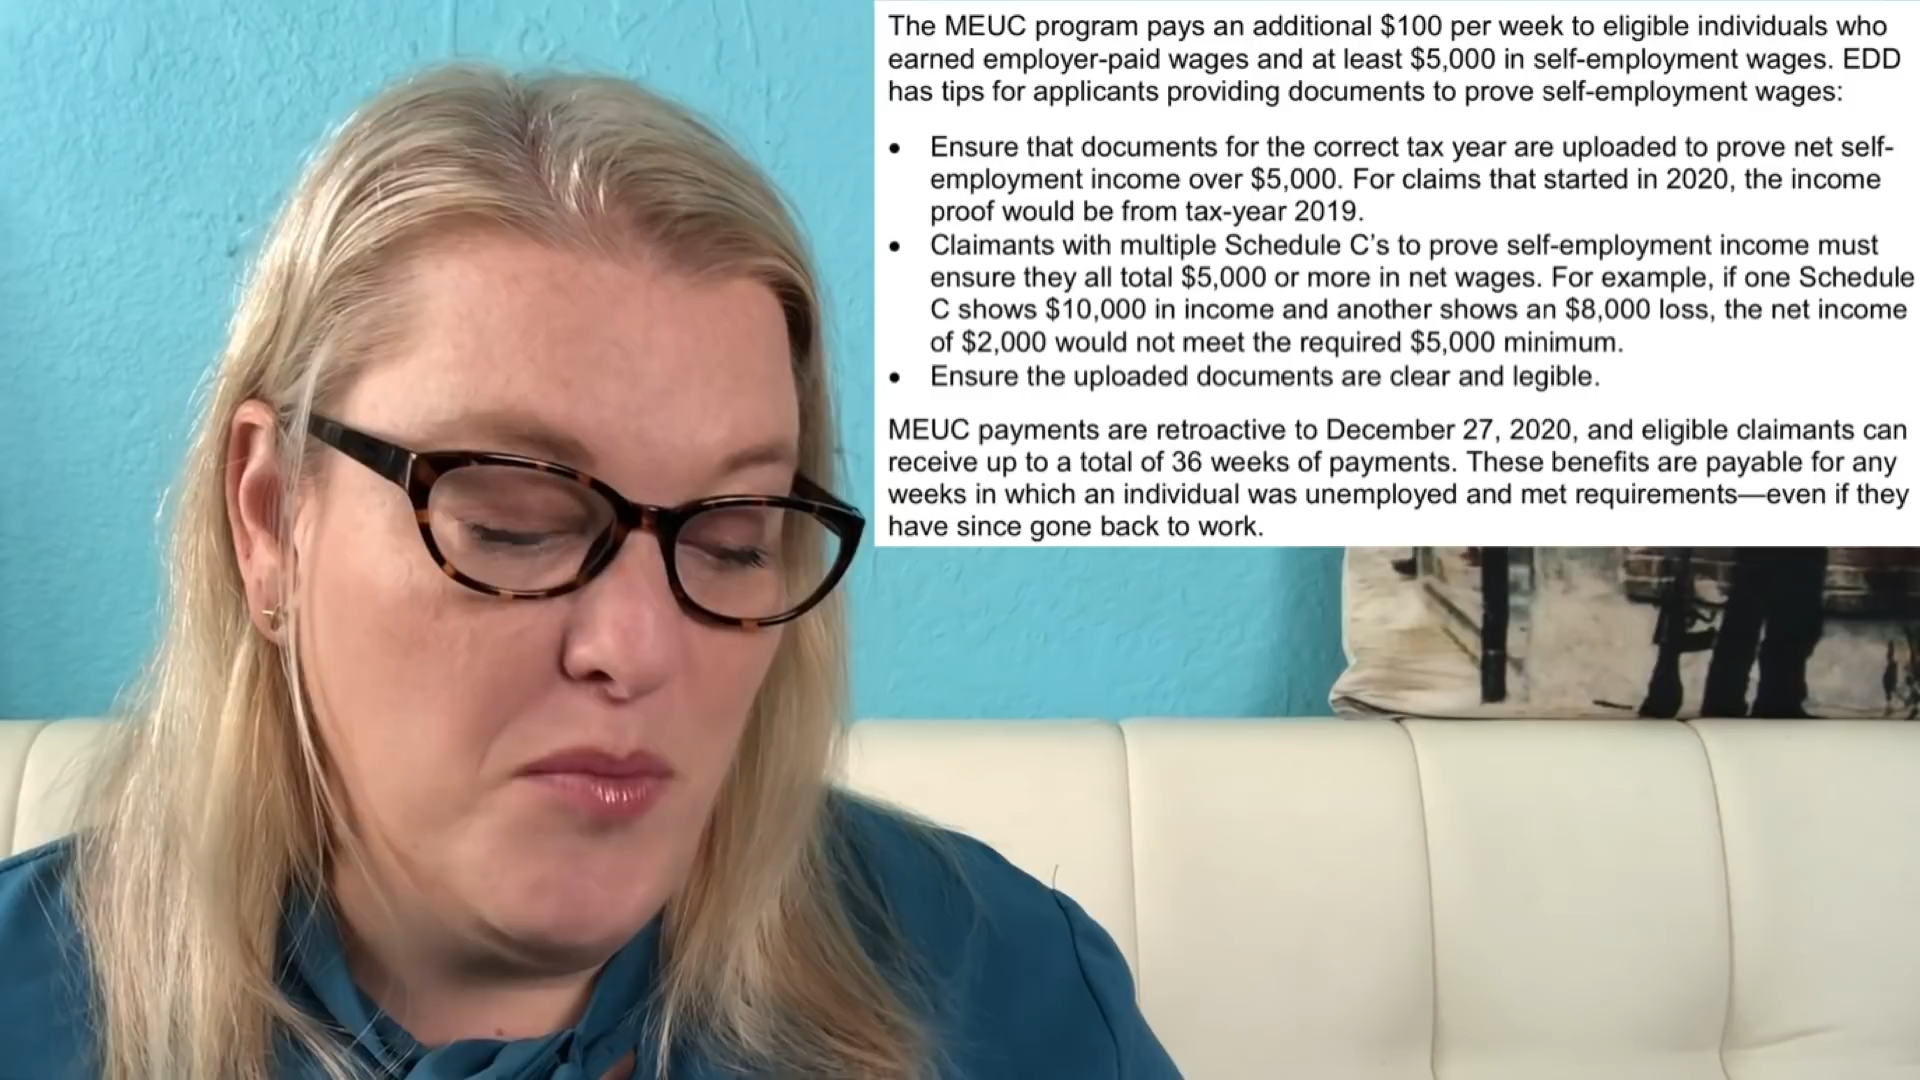 The MEUC program pays an additional $100 per week to eligible individuals who
earned employer-paid wages and at least $5,000 in self-employment wages. EDD
has tips for applicants providing documents to prove self-employment wages:
• Ensure that documents for the correct tax year are uploaded to prove net self-
employment income over $5,000. For claims that started in 2020, the income
proof would be from tax-year 2019.
• Claimants with multiple Schedule C’s to prove self-employment income must
ensure they all total $5,000 or more in net wages. For example, if one Schedule
C shows $10,000 in income and another shows an $8,000 loss, the net income
of $2,000 would not meet the required $5,000 minimum.
• Ensure the uploaded documents are clear and legible.
MEUC payments are retroactive to December 27, 2020, and eligible claimants can
receive up to a total of 36 weeks of payments. These benefits are payable for any
weeks in which an individual was unemployed and met requirements—even if they
have since gone back to work.